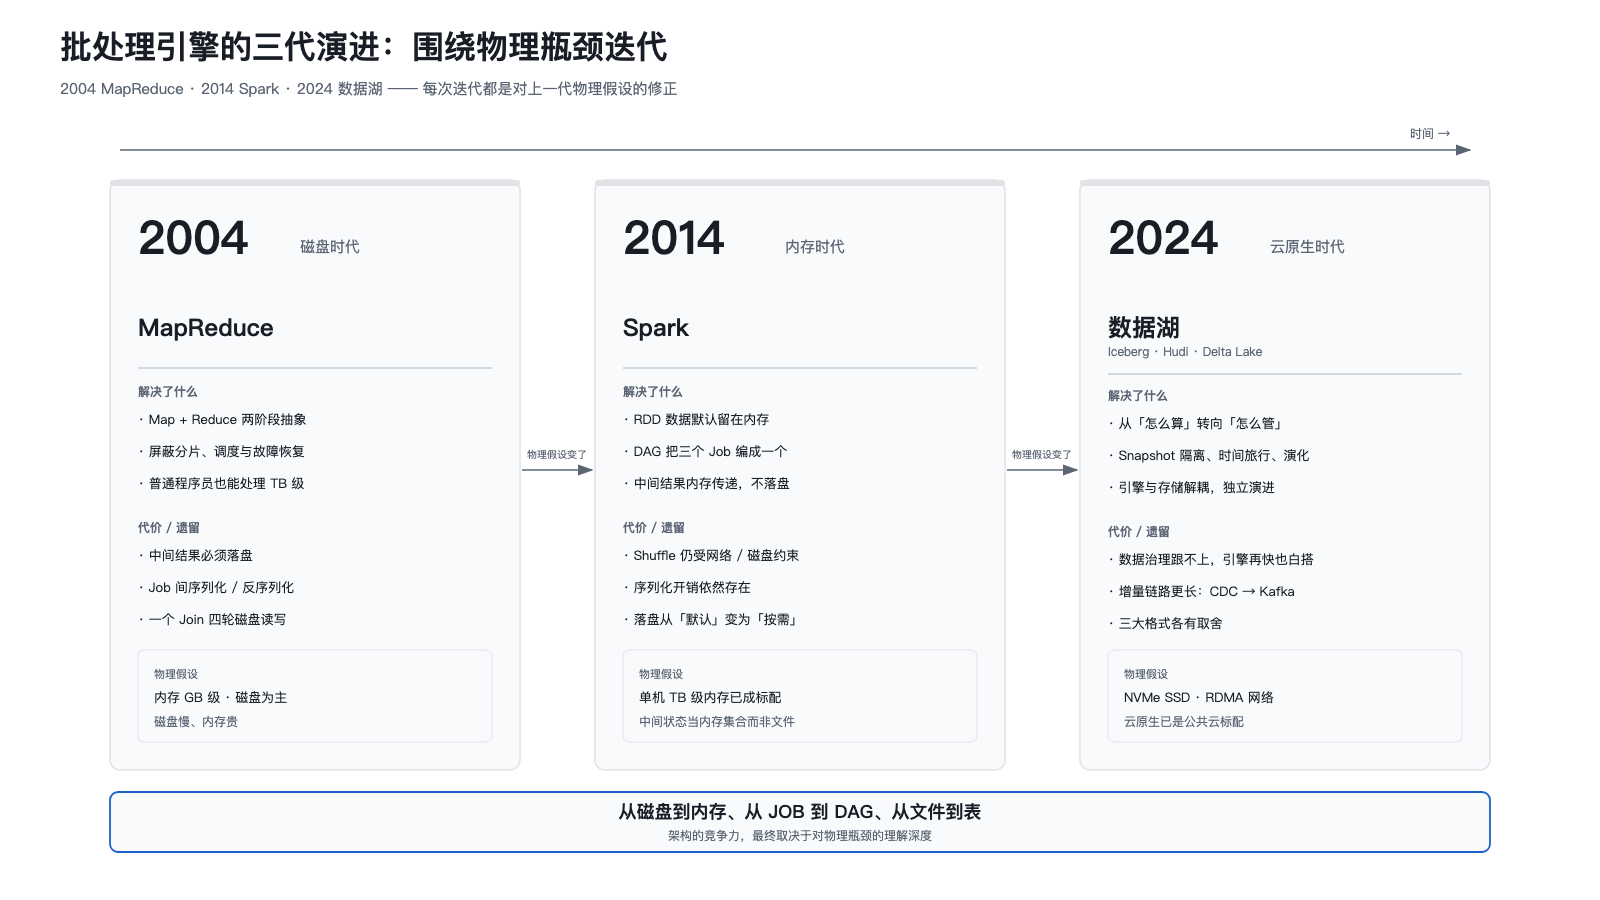 批处理引擎的三代演进：围绕物理瓶颈迭代
2004 MapReduce · 2014 Spark · 2024 数据湖 —— 每次迭代都是对上一代物理假设的修正
时间 →
2004 磁盘时代
MapReduce
解决了什么
· Map + Reduce 两阶段抽象
· 屏蔽分片、调度与故障恢复
· 普通程序员也能处理 TB 级
代价 / 遗留
· 中间结果必须落盘
· Job 间序列化 / 反序列化
· 一个 Join 四轮磁盘读写
物理假设
内存 GB 级 · 磁盘为主
磁盘慢、内存贵
物理假设变了
2014 内存时代
Spark
解决了什么
· RDD 数据默认留在内存
· DAG 把三个 Job 编成一个
· 中间结果内存传递，不落盘
代价 / 遗留
· Shuffle 仍受网络 / 磁盘约束
· 序列化开销依然存在
· 落盘从「默认」变为「按需」
物理假设
单机 TB 级内存已成标配
中间状态当内存集合而非文件
物理假设变了
2024 云原生时代
数据湖
Iceberg · Hudi · Delta Lake
解决了什么
· 从「怎么算」转向「怎么管」
· Snapshot 隔离、时间旅行、演化
· 引擎与存储解耦，独立演进
代价 / 遗留
· 数据治理跟不上，引擎再快也白搭
· 增量链路更长：CDC → Kafka
· 三大格式各有取舍
物理假设
NVMe SSD · RDMA 网络
云原生已是公共云标配
从磁盘到内存、从 JOB 到 DAG、从文件到表
架构的竞争力，最终取决于对物理瓶颈的理解深度